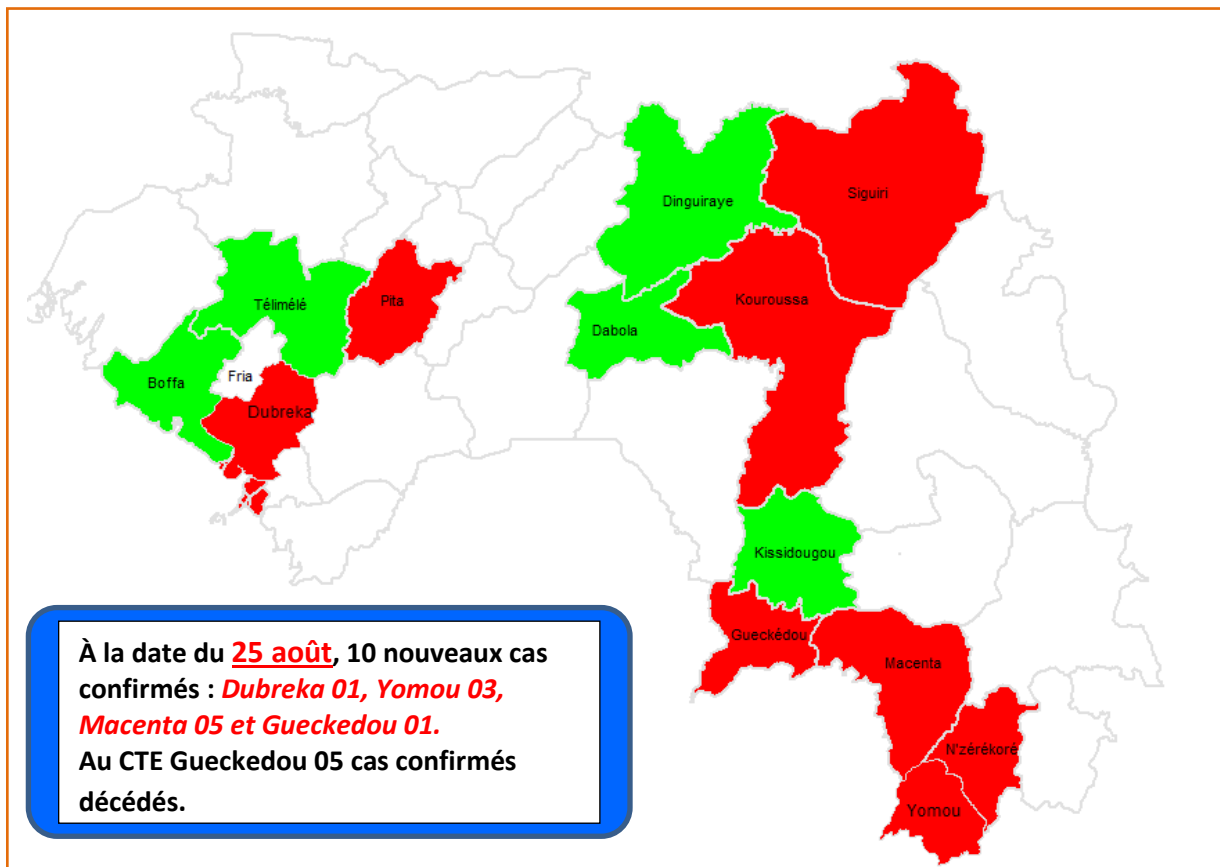 Dinguiraye
Siguiri
Télimélé
Pita
Kouroussa
Dabola
Boffa
Fria
Dubreka
Kissidougou
Gueckédou
Macenta
N'zérékoré
Yomou
À la date du 25 août, 10 nouveaux cas
confirmés : Dubreka 01, Yomou 03,
Macenta 05 et Gueckedou 01.
Au CTE Gueckedou 05 cas confirmés
décédés.